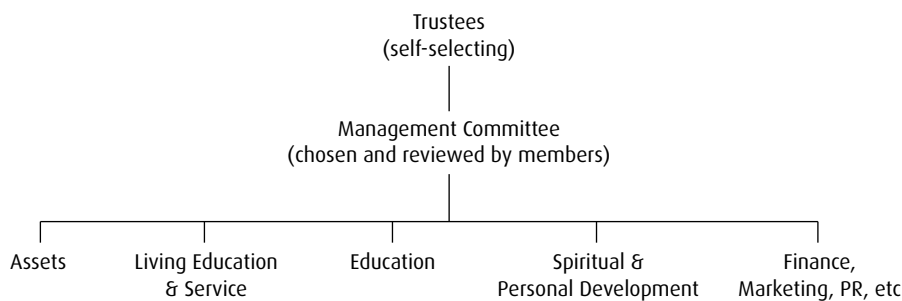 Trustees
(self-selecting)
Management Committee
(chosen and reviewed by members)
Assets
Living Education
& Service
Education
Spiritual &
Personal Development
Finance,
Marketing, PR, etc